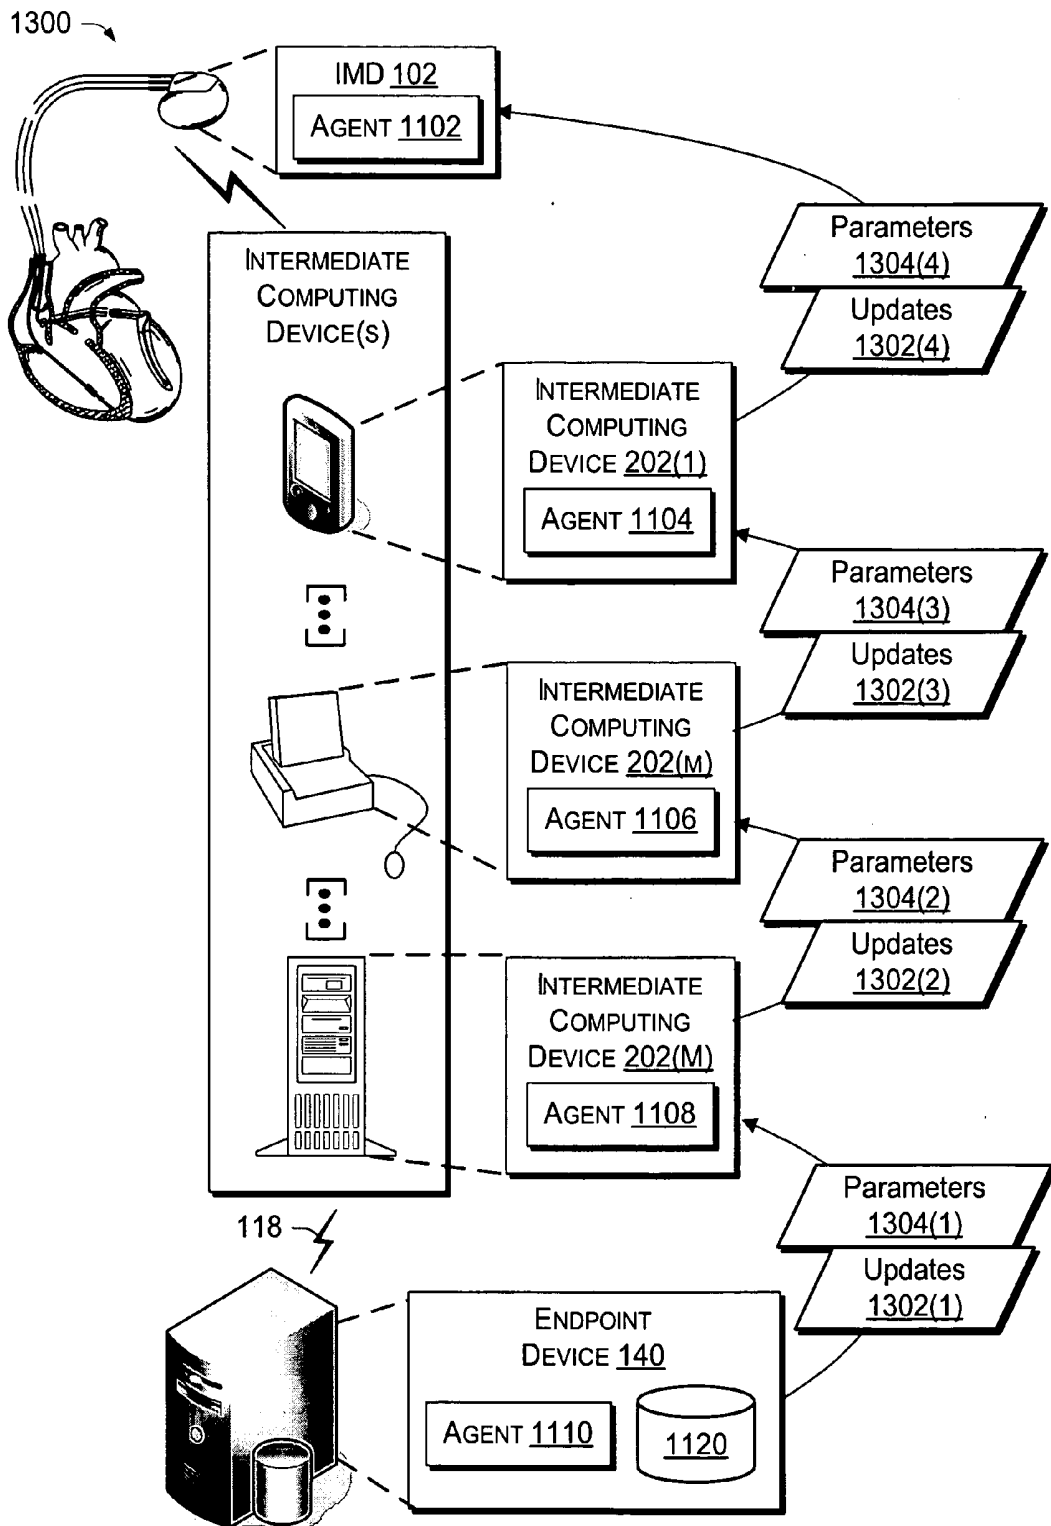 1300
IMD 102
AGENT 1102
Parameters
1304(4)
Updates
1302(4)
INTERMEDIATE
COMPUTING
DEVICE(S)
INTERMEDIATE
COMPUTING
DEVICE 202(1)
AGENT 1104
Parameters
1304(3)
Updates
1302(3)
INTERMEDIATE
COMPUTING
DEVICE 202(M)
AGENT 1106
Parameters
1304(2)
Updates
1302(2)
INTERMEDIATE
COMPUTING
DEVICE 202(M)
AGENT 1108
Parameters
1304(1)
Updates
1302(1)
118
ENDPOINT
DEVICE 140
AGENT 1110
1120